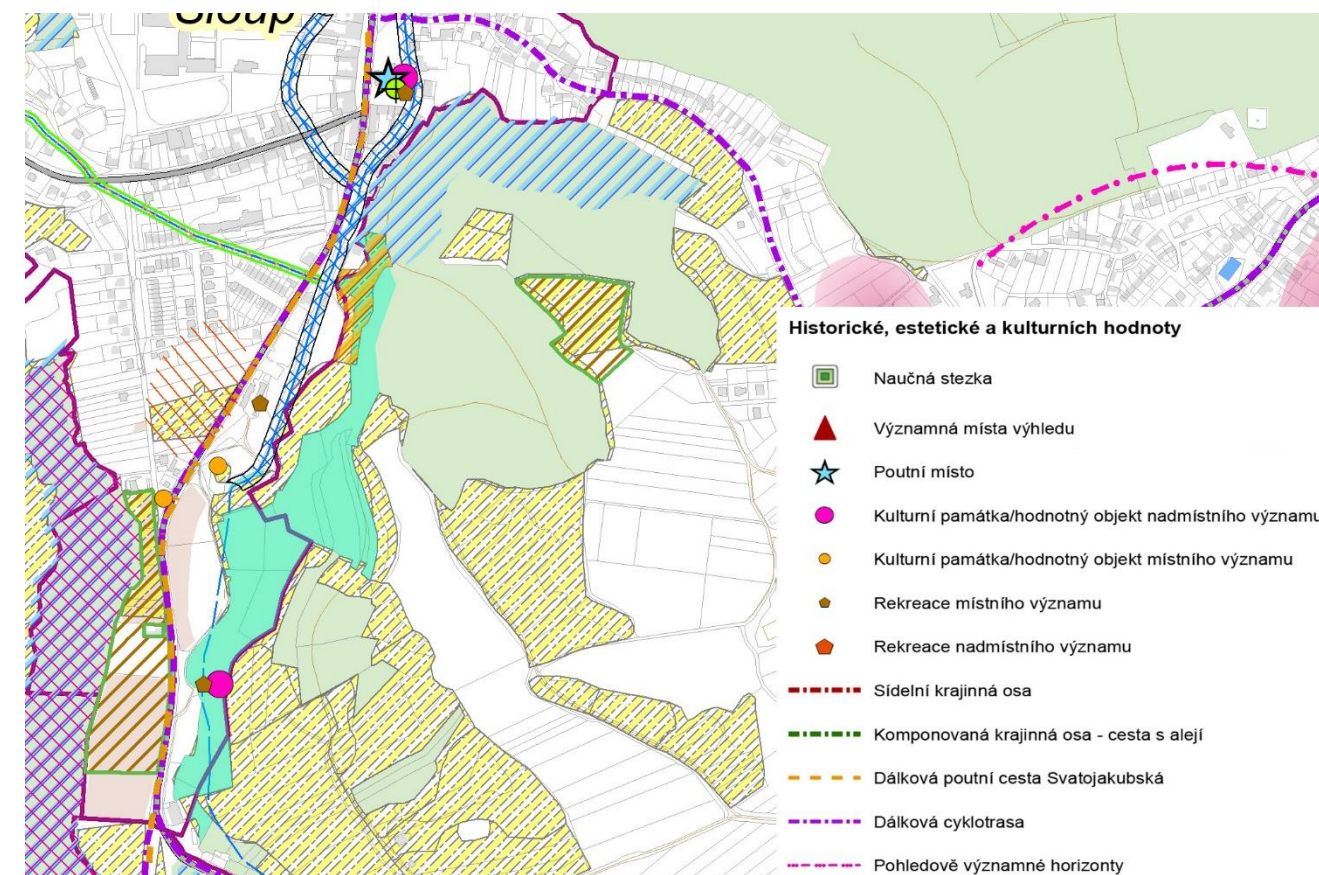 Sloup
Historické, estetické a kulturních hodnoty
Naučná stezka
Významná místa výhledu
Poutní místo
Kulturní památka/hodnotný objekt nadmístního významu
Kulturní památka/hodnotný objekt místního významu
Rekreace místního významu
Rekreace nadmístního významu
Sídelní krajinná osa
Komponovaná krajinná osa - cesta s alejí
Dálková poutní cesta Svatojakubská
Dálková cyklotrasa
Pohledově významné horizonty